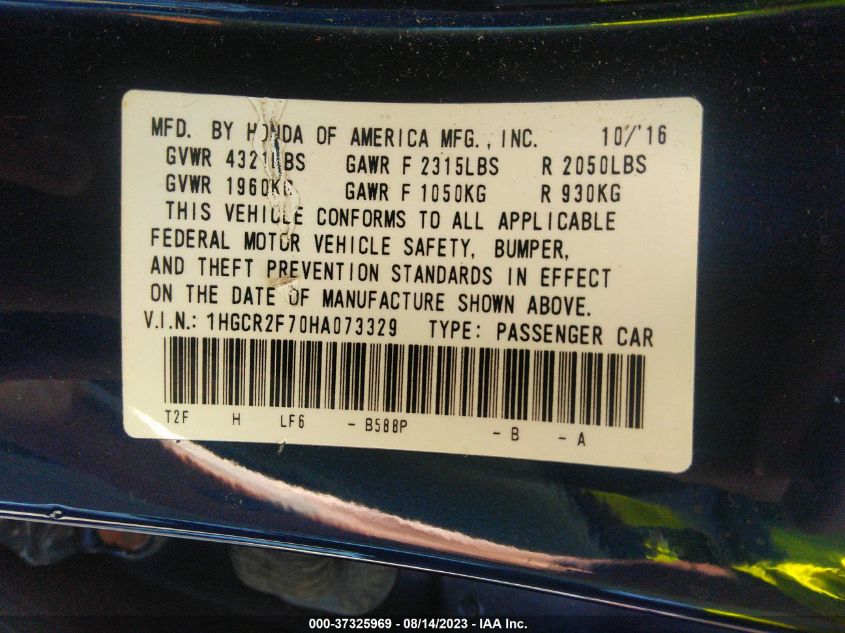 MFD. BY HONDA OF AMERICA MFG., INC. 10/'16
GVWR 4321LBS GAWR F 2315LBS R 2050LBS
GVWR 1960KG GAWR F 1050KG R 930KG
THIS VEHICLE CONFORMS TO ALL APPLICABLE
FEDERAL MOTOR VEHICLE SAFETY, BUMPER,
AND THEFT PREVENTION STANDARDS IN EFFECT
ON THE DATE OF MANUFACTURE SHOWN ABOVE.
V.I.N.: 1HGCR2F70HA073329 TYPE: PASSENGER CAR
T2F H LF6 - B588P - B - A
000-37325969 - 08/14/2023 - IAA Inc.